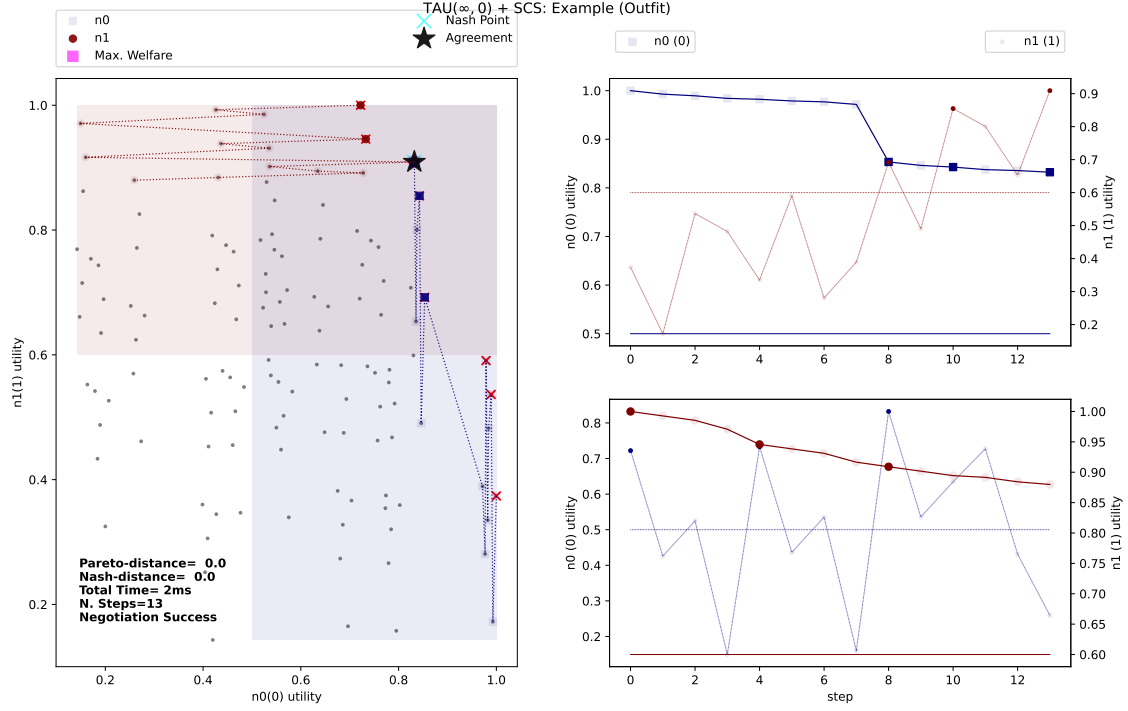 TAU(∞, 0) + SCS: Example (Outfit)
n0
n1
Max. Welfare
Nash Point
Agreement
n0 (0)
n1 (1)
1.0
0.8
0.6
0.4
0.2
n1(1) utility
0.2
0.4
0.6
0.8
1.0
n0(0) utility
Pareto-distance= 0.0
Nash-distance= 0.0
Total Time= 2ms
N. Steps=13
Negotiation Success
1.0
0.9
0.8
0.7
0.6
0.5
n0 (0) utility
0.9
0.8
0.7
0.6
0.5
0.4
0.3
0.2
n1 (1) utility
0
2
4
6
8
10
12
0.8
0.7
0.6
0.5
0.4
0.3
0.2
n0 (0) utility
1.00
0.95
0.90
0.85
0.80
0.75
0.70
0.65
0.60
n1 (1) utility
0
2
4
6
8
10
12
step